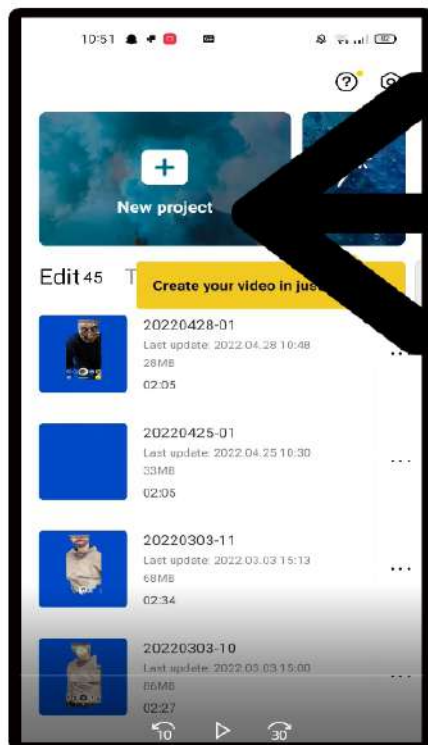 10:51
New project
Edit 45
Create your video in jus
20220428-01
Last update: 2022.04.28 10:48
28MB
02:05
20220425-01
Last update: 2022.04.25 10:30
33MB
02:05
20220303-11
Last update: 2022.03.03 15:13
68MB
02:34
20220303-10
Last update: 2022.03.03 15:00
86MB
02:27
10
30